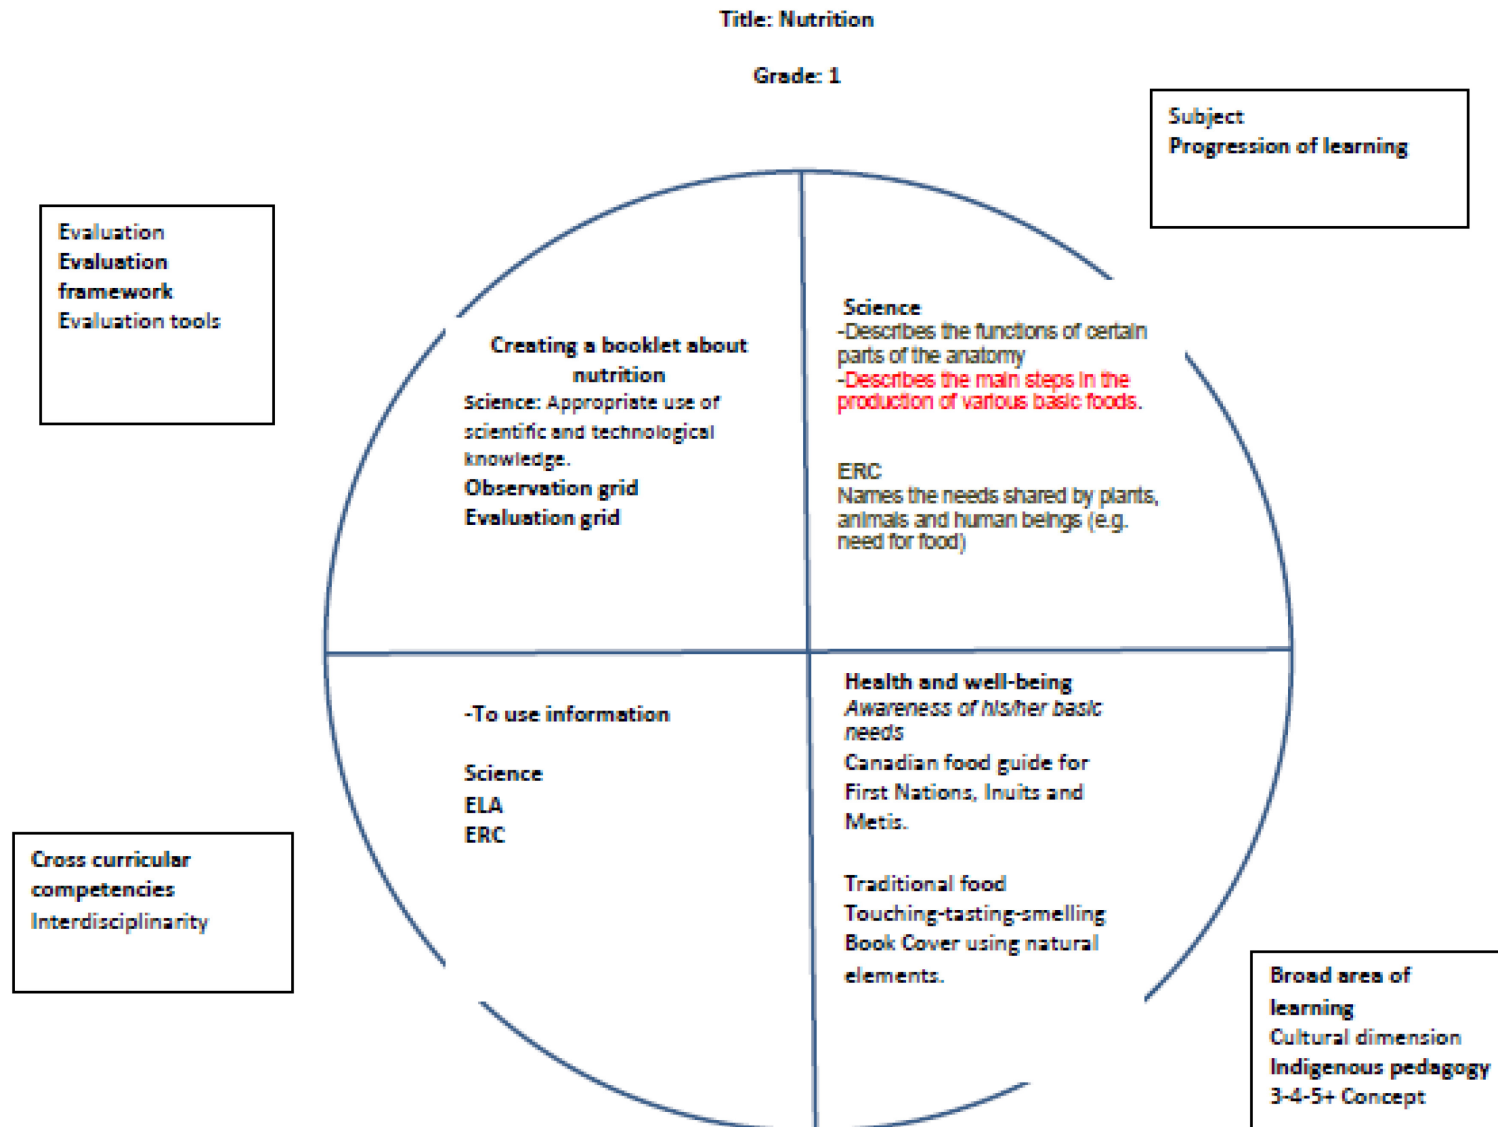 Title: Nutrition
Grade: 1
Subject
Progression of learning
Evaluation
Evaluation
framework
Evaluation tools
Creating a booklet about
nutrition
Science: Appropriate use of
scientific and technological
knowledge.
Observation grid
Evaluation grid
Science
-Describes the functions of certain
parts of the anatomy
-Describes the main steps in the
production of various basic foods.
ERC
Names the needs shared by plants,
animals and human beings (e.g.
need for food)
-To use information
Science
ELA
ERC
Health and well-being
Awareness of his/her basic
needs
Canadian food guide for
First Nations, Inuits and
Metis.
Traditional food
Touching-tasting-smelling
Book Cover using natural
elements.
Cross curricular
competencies
Interdisciplinarity
Broad area of
learning
Cultural dimension
Indigenous pedagogy
3-4-5+ Concept